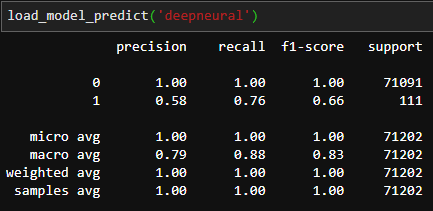 load_model_predict('deepneural')
precision recall f1-score support
0 1.00 1.00 1.00 71091
1 0.58 0.76 0.66 111
micro avg 1.00 1.00 1.00 71202
macro avg 0.79 0.88 0.83 71202
weighted avg 1.00 1.00 1.00 71202
samples avg 1.00 1.00 1.00 71202